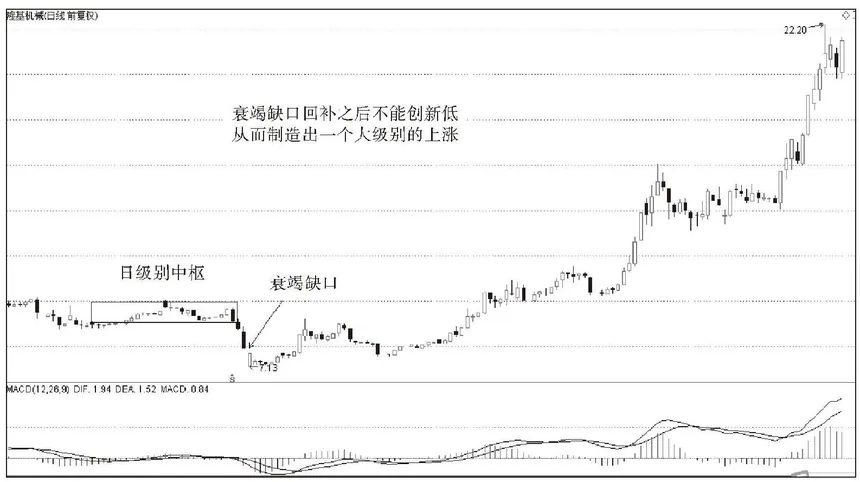 隆基机械(日线 前复权)
22.20
衰竭缺口回补之后不能创新低
从而制造出一个大级别的上涨
日级别中枢
衰竭缺口
7.13
MACD(12,26,9) DIF: 1.94 DEA: 1.52 MACD: 0.84